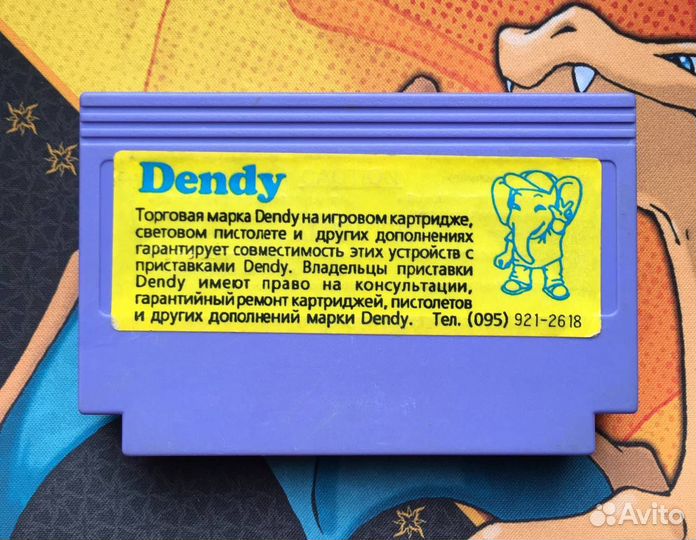 Dendy
Торговая марка Dendy на игровом картридже,
световом пистолете и других дополнениях
гарантирует совместимость этих устройств с
приставками Dendy. Владельцы приставки
Dendy имеют право на консультации,
гарантийный ремонт картриджей, пистолетов
и других дополнений марки Dendy. Тел. (095) 921-2618
Avito